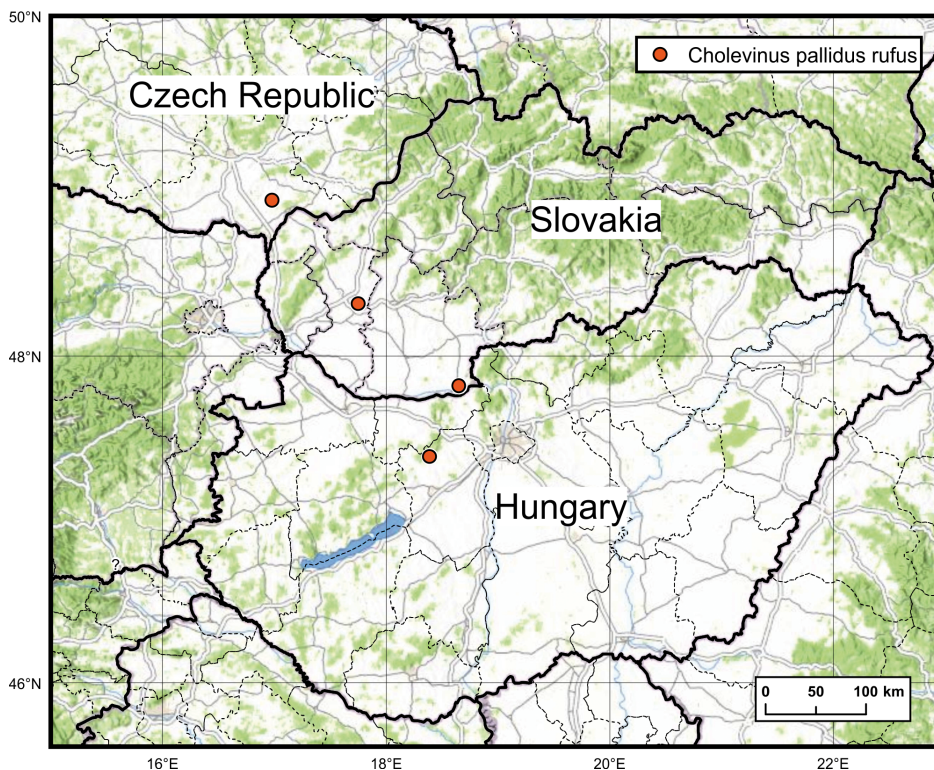 50°N
Cholevinus pallidus rufus
Czech Republic
Slovakia
48°N
Hungary
?
46°N
0 50 100 km
16°E 18°E 20°E 22°E